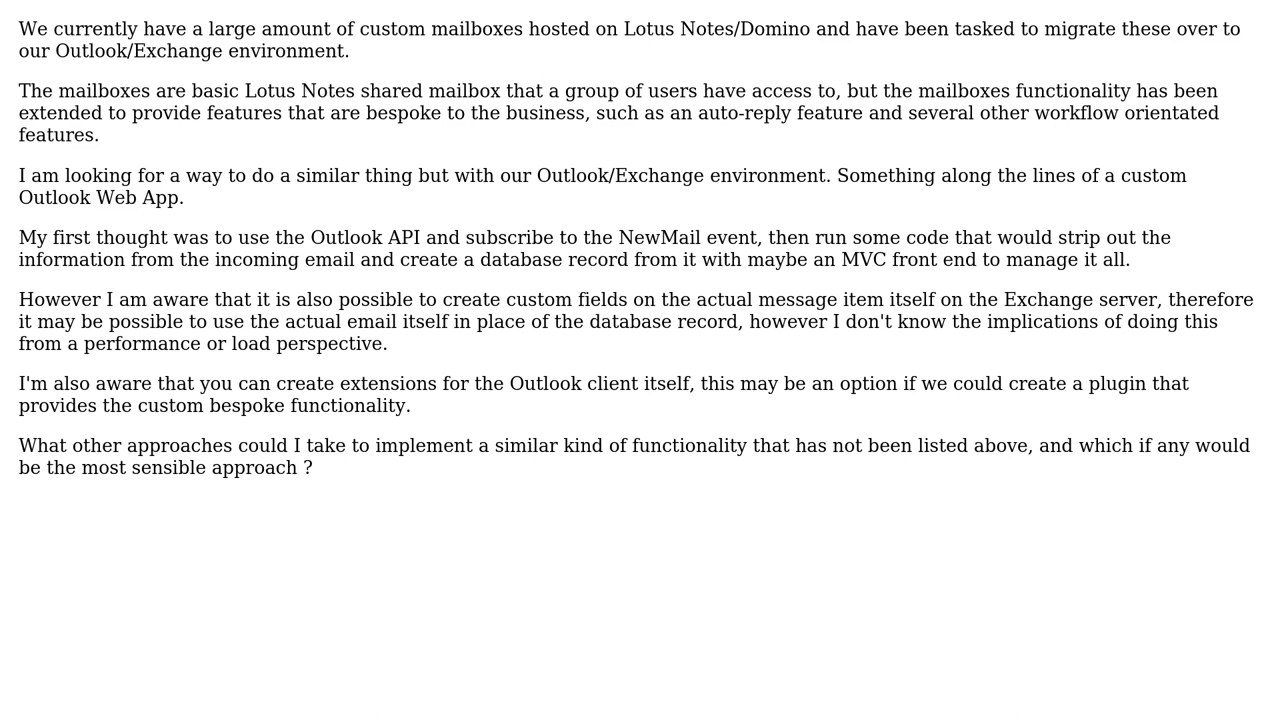 We currently have a large amount of custom mailboxes hosted on Lotus Notes/Domino and have been tasked to migrate these over to
our Outlook/Exchange environment.
The mailboxes are basic Lotus Notes shared mailbox that a group of users have access to, but the mailboxes functionality has been
extended to provide features that are bespoke to the business, such as an auto-reply feature and several other workflow orientated
features.
I am looking for a way to do a similar thing but with our Outlook/Exchange environment. Something along the lines of a custom
Outlook Web App.
My first thought was to use the Outlook API and subscribe to the NewMail event, then run some code that would strip out the
information from the incoming email and create a database record from it with maybe an MVC front end to manage it all.
However I am aware that it is also possible to create custom fields on the actual message item itself on the Exchange server, therefore
it may be possible to use the actual email itself in place of the database record, however I don't know the implications of doing this
from a performance or load perspective.
I'm also aware that you can create extensions for the Outlook client itself, this may be an option if we could create a plugin that
provides the custom bespoke functionality.
What other approaches could I take to implement a similar kind of functionality that has not been listed above, and which if any would
be the most sensible approach ?